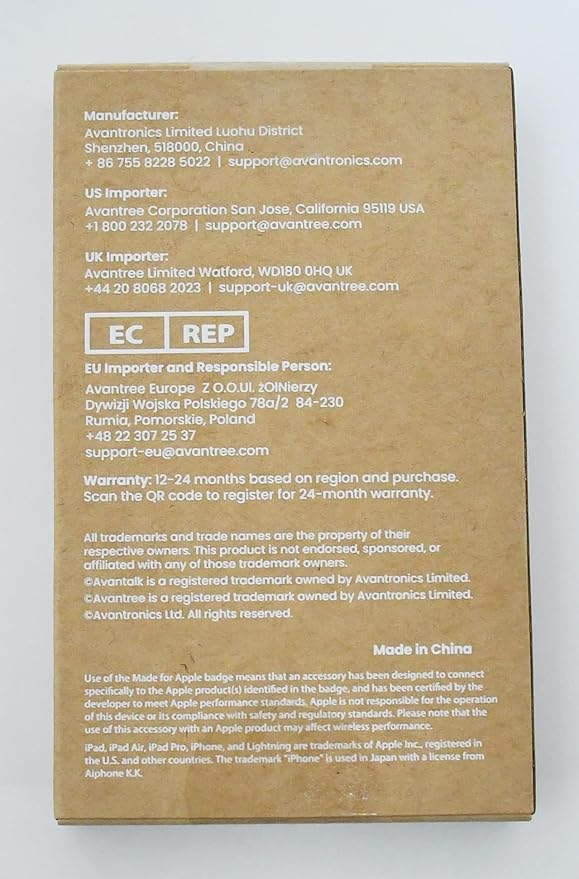 Manufacturer:
Avantronics Limited Luohu District
Shenzhen, 518000, China
+ 86 755 8228 5022 | support@avantronics.com
US Importer:
Avantree Corporation San Jose, California 95119 USA
+1 800 232 2078 | support@avantree.com
UK Importer:
Avantree Limited Watford, WD180 0HQ UK
+44 20 8068 2023 | support-uk@avantree.com
EC REP
EU Importer and Responsible Person:
Avantree Europe Z O.O.Ul. żOłNierzy
Dywizji Wojska Polskiego 78a/2 84-230
Rumia, Pomorskie, Poland
+48 22 307 25 37
support-eu@avantree.com
Warranty: 12-24 months based on region and purchase.
Scan the QR code to register for 24-month warranty.
All trademarks and trade names are the property of their
respective owners. This product is not endorsed, sponsored, or
affiliated with any of those trademark owners.
©Avantalk is a registered trademark owned by Avantronics Limited.
©Avantree is a registered trademark owned by Avantronics Limited.
©Avantronics Ltd. All rights reserved.
Made in China
Use of the Made for Apple badge means that an accessory has been designed to connect
specifically to the Apple product(s) identified in the badge, and has been certified by the
developer to meet Apple performance standards. Apple is not responsible for the operation
of this device or its compliance with safety and regulatory standards. Please note that the
use of this accessory with an Apple product may affect wireless performance.
iPad, iPad Air, iPad Pro, iPhone, and Lightning are trademarks of Apple Inc., registered in
the U.S. and other countries. The trademark "iPhone" is used in Japan with a license from
Aiphone K.K.